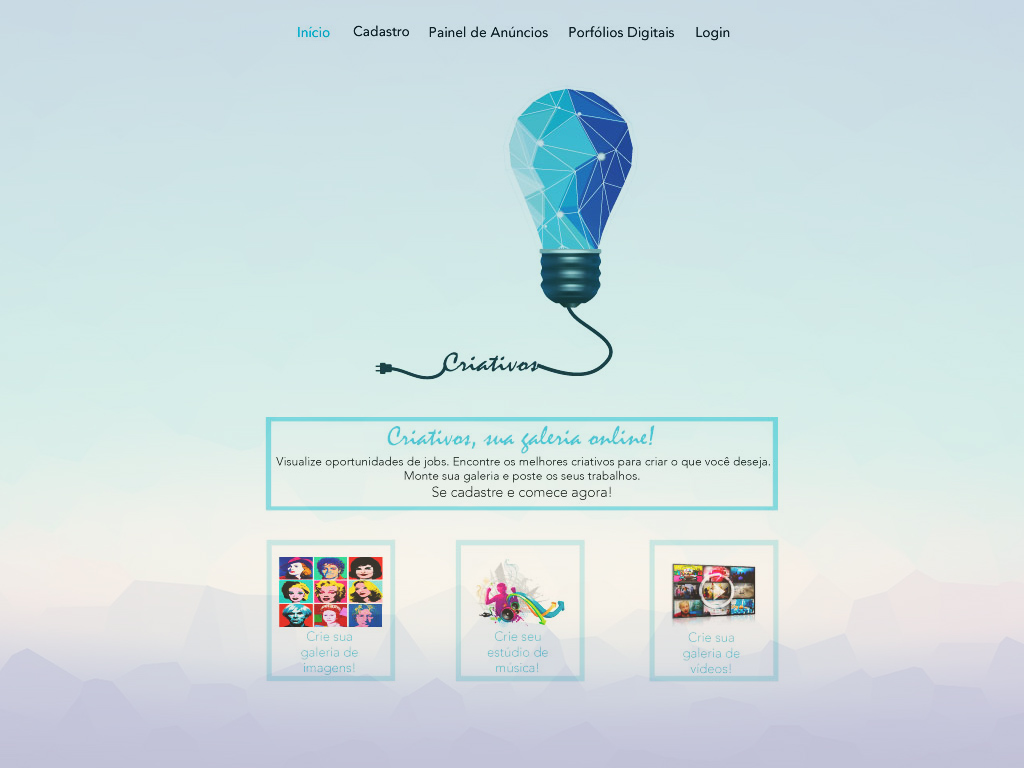 Início Cadastro Painel de Anúncios Porfólios Digitais Login
Criativos
Criativos, sua galeria online!
Visualize oportunidades de jobs. Encontre os melhores criativos para criar o que você deseja.
Monte sua galeria e poste os seus trabalhos.
Se cadastre e comece agora!
Crie sua
galeria de
imagens!
Crie seu
estúdio de
música!
Crie sua
galeria de
vídeos!